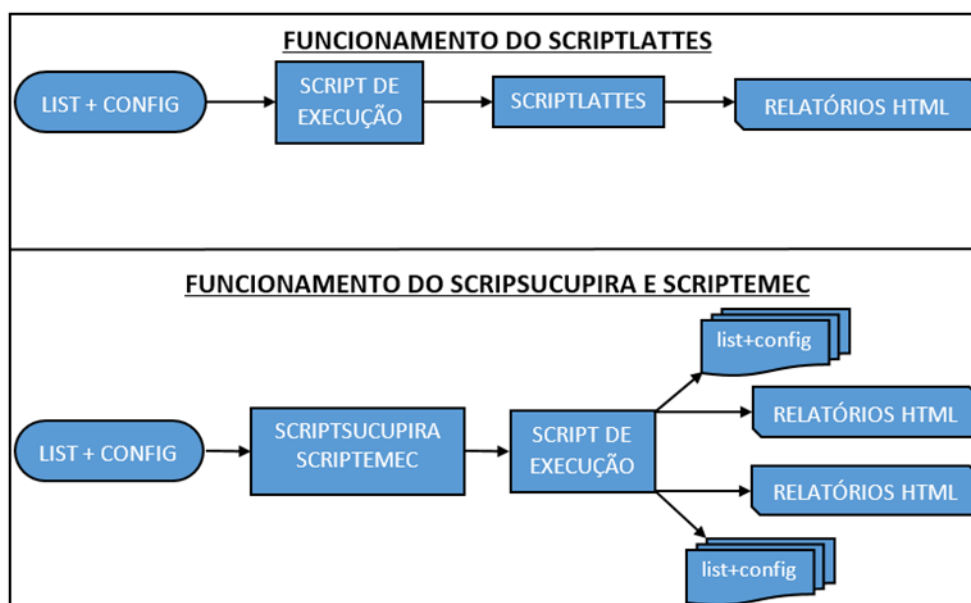 FUNCIONAMENTO DO SCRIPTLATTES
LIST + CONFIG
SCRIPT DE
EXECUÇÃO
SCRIPTLATTES
RELATÓRIOS HTML
FUNCIONAMENTO DO SCRIPSUCUPIRA E SCRIPTEMEC
list+config
LIST + CONFIG
SCRIPTSUCUPIRA
SCRIPTEMEC
SCRIPT DE
EXECUÇÃO
RELATÓRIOS HTML
RELATÓRIOS HTML
list+config